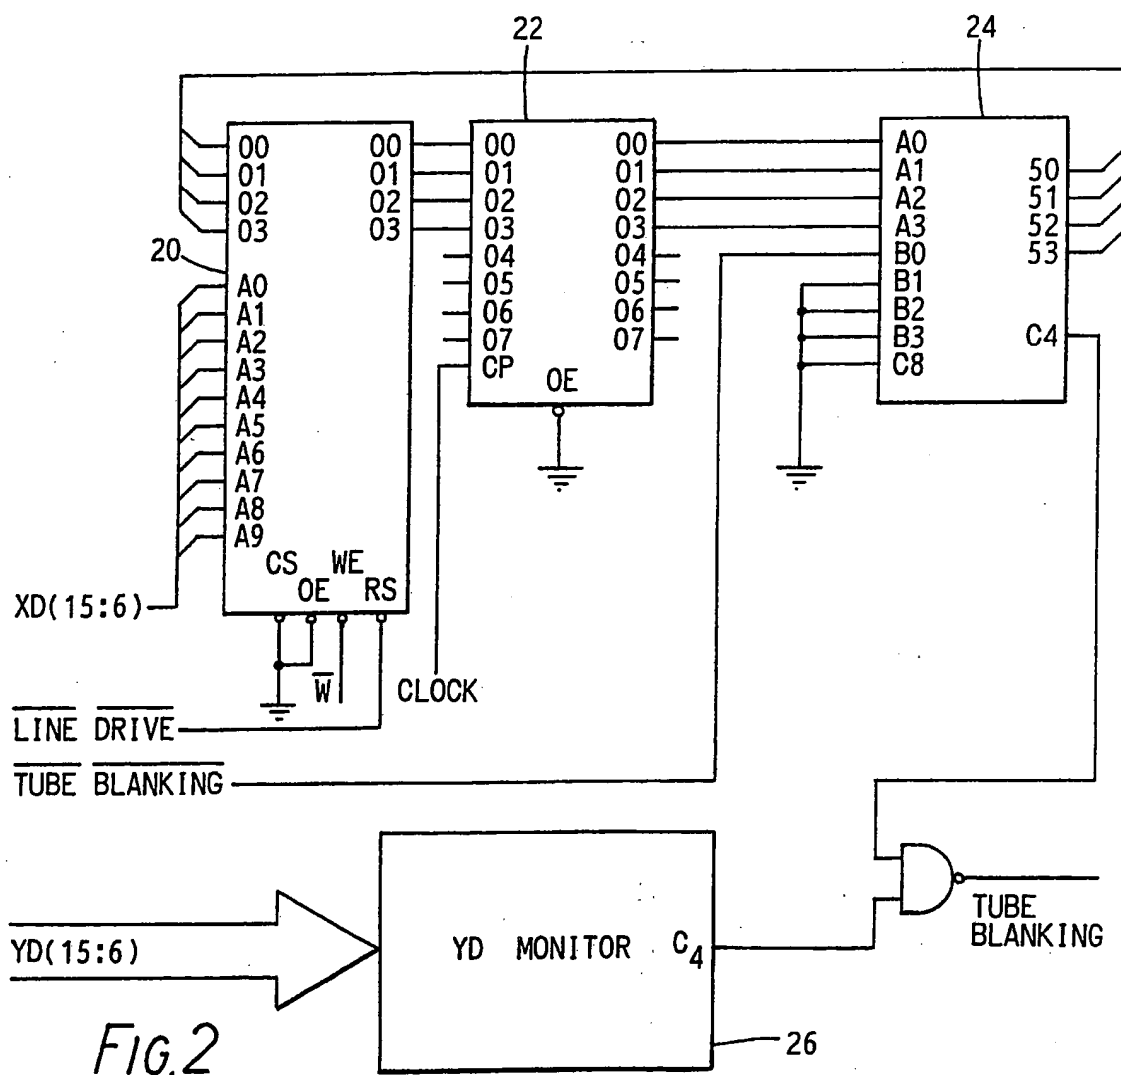 22
24
00 00
01 01
02 02
03 03
00 00
01 01
02 02
03 03
04 04
05 05
06 06
07 07
CP
OE
A0
A1
A2
A3
B0
B1
B2
B3
C8
50
51
52
53
C4
20
A0
A1
A2
A3
A4
A5
A6
A7
A8
A9
CS WE
OE RS
XD(15:6)
W
CLOCK
LINE DRIVE
TUBE BLANKING
YD(15:6)
YD MONITOR C4
TUBE
BLANKING
26
FIG.2